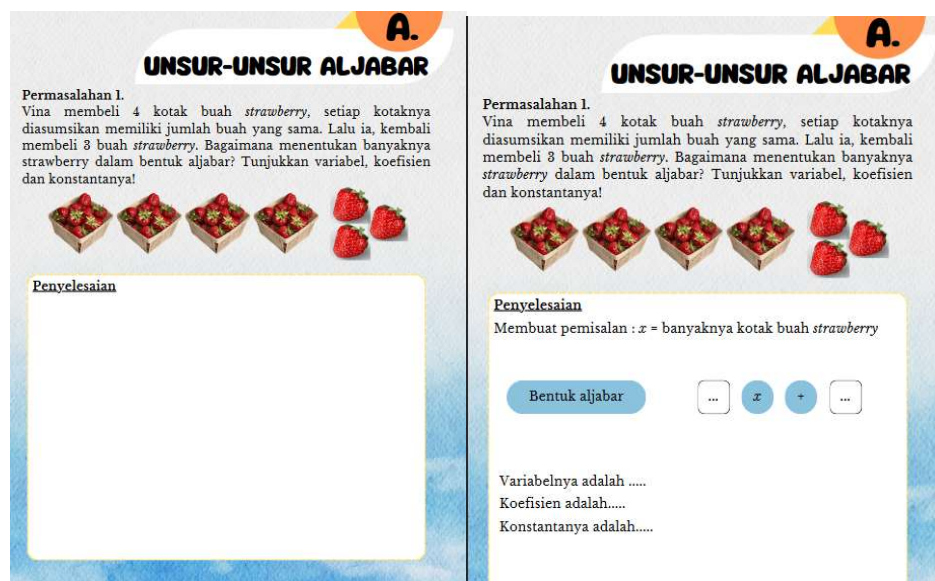 A.
UNSUR-UNSUR ALJABAR
Permasalahan 1.
Vina membeli 4 kotak buah strawberry, setiap kotaknya
diasumsikan memiliki jumlah buah yang sama. Lalu ia, kembali
membeli 3 buah strawberry. Bagaimana menentukan banyaknya
strawberry dalam bentuk aljabar? Tunjukkan variabel, koefisien
dan konstantanya!
Penyelesaian
A.
UNSUR-UNSUR ALJABAR
Permasalahan 1.
Vina membeli 4 kotak buah strawberry, setiap kotaknya
diasumsikan memiliki jumlah buah yang sama. Lalu ia, kembali
membeli 3 buah strawberry. Bagaimana menentukan banyaknya
strawberry dalam bentuk aljabar? Tunjukkan variabel, koefisien
dan konstantanya!
Penyelesaian
Membuat pemisalan : x = banyaknya kotak buah strawberry
Bentuk aljabar ... x + ...
Variabelnya adalah .....
Koefisien adalah.....
Konstantanya adalah.....